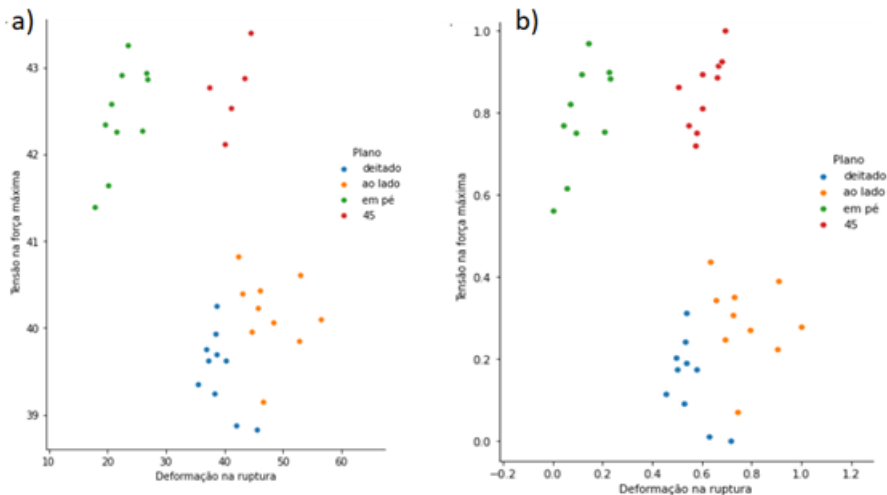 a)
43
42
41
40
39
Tensão na força máxima
10 20 30 40 50 60
Deformação na ruptura
Plano
deitado
ao lado
em pé
45
b)
1.0
0.8
0.6
0.4
0.2
0.0
Tensão na força máxima
−0.2 0.0 0.2 0.4 0.6 0.8 1.0 1.2
Deformação na ruptura
Plano
deitado
ao lado
em pé
45